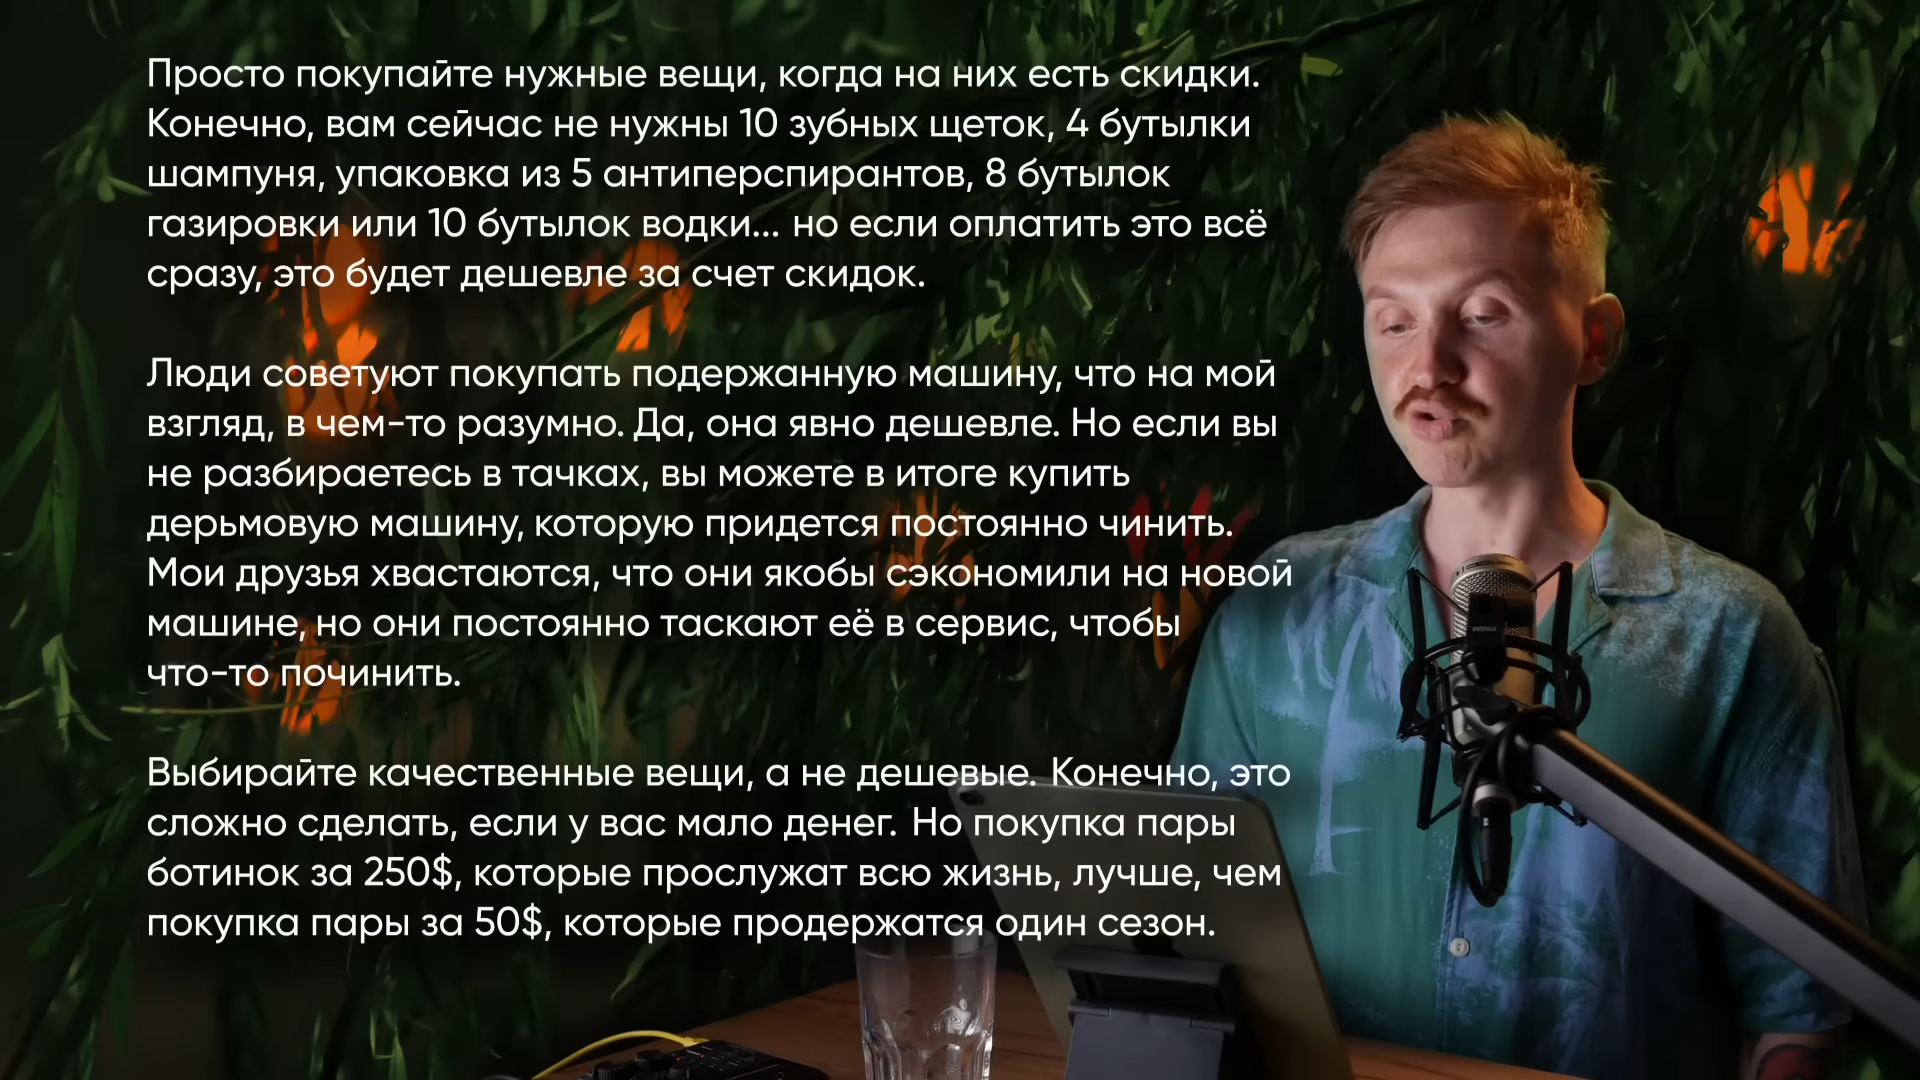 Просто покупайте нужные вещи, когда на них есть скидки.
Конечно, вам сейчас не нужны 10 зубных щеток, 4 бутылки
шампуня, упаковка из 5 антиперспирантов, 8 бутылок
газировки или 10 бутылок водки... но если оплатить это всё
сразу, это будет дешевле за счет скидок.
Люди советуют покупать подержанную машину, что на мой
взгляд, в чем-то разумно. Да, она явно дешевле. Но если вы
не разбираетесь в тачках, вы можете в итоге купить
дерьмовую машину, которую придется постоянно чинить.
Мои друзья хвастаются, что они якобы сэкономили на новой
машине, но они постоянно таскают её в сервис, чтобы
что-то починить.
Выбирайте качественные вещи, а не дешевые. Конечно, это
сложно сделать, если у вас мало денег. Но покупка пары
ботинок за 250$, которые прослужат всю жизнь, лучше, чем
покупка пары за 50$, которые продержатся один сезон.